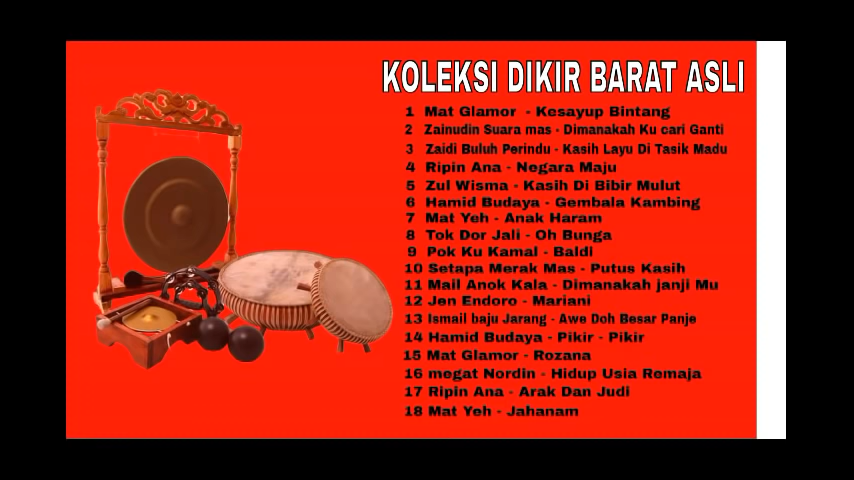 KOLEKSI DIKIR BARAT ASLI
1 Mat Glamor - Kesayup Bintang
2 Zainudin Suara mas - Dimanakah Ku cari Ganti
3 Zaidi Buluh Perindu - Kasih Layu Di Tasik Madu
4 Ripin Ana - Negara Maju
5 Zul Wisma - Kasih Di Bibir Mulut
6 Hamid Budaya - Gembala Kambing
7 Mat Yeh - Anak Haram
8 Tok Dor Jali - Oh Bunga
9 Pok Ku Kamal - Baldi
10 Setapa Merak Mas - Putus Kasih
11 Mail Anok Kala - Dimanakah janji Mu
12 Jen Endoro - Mariani
13 Ismail baju Jarang - Awe Doh Besar Panje
14 Hamid Budaya - Pikir - Pikir
15 Mat Glamor - Rozana
16 megat Nordin - Hidup Usia Remaja
17 Ripin Ana - Arak Dan Judi
18 Mat Yeh - Jahanam